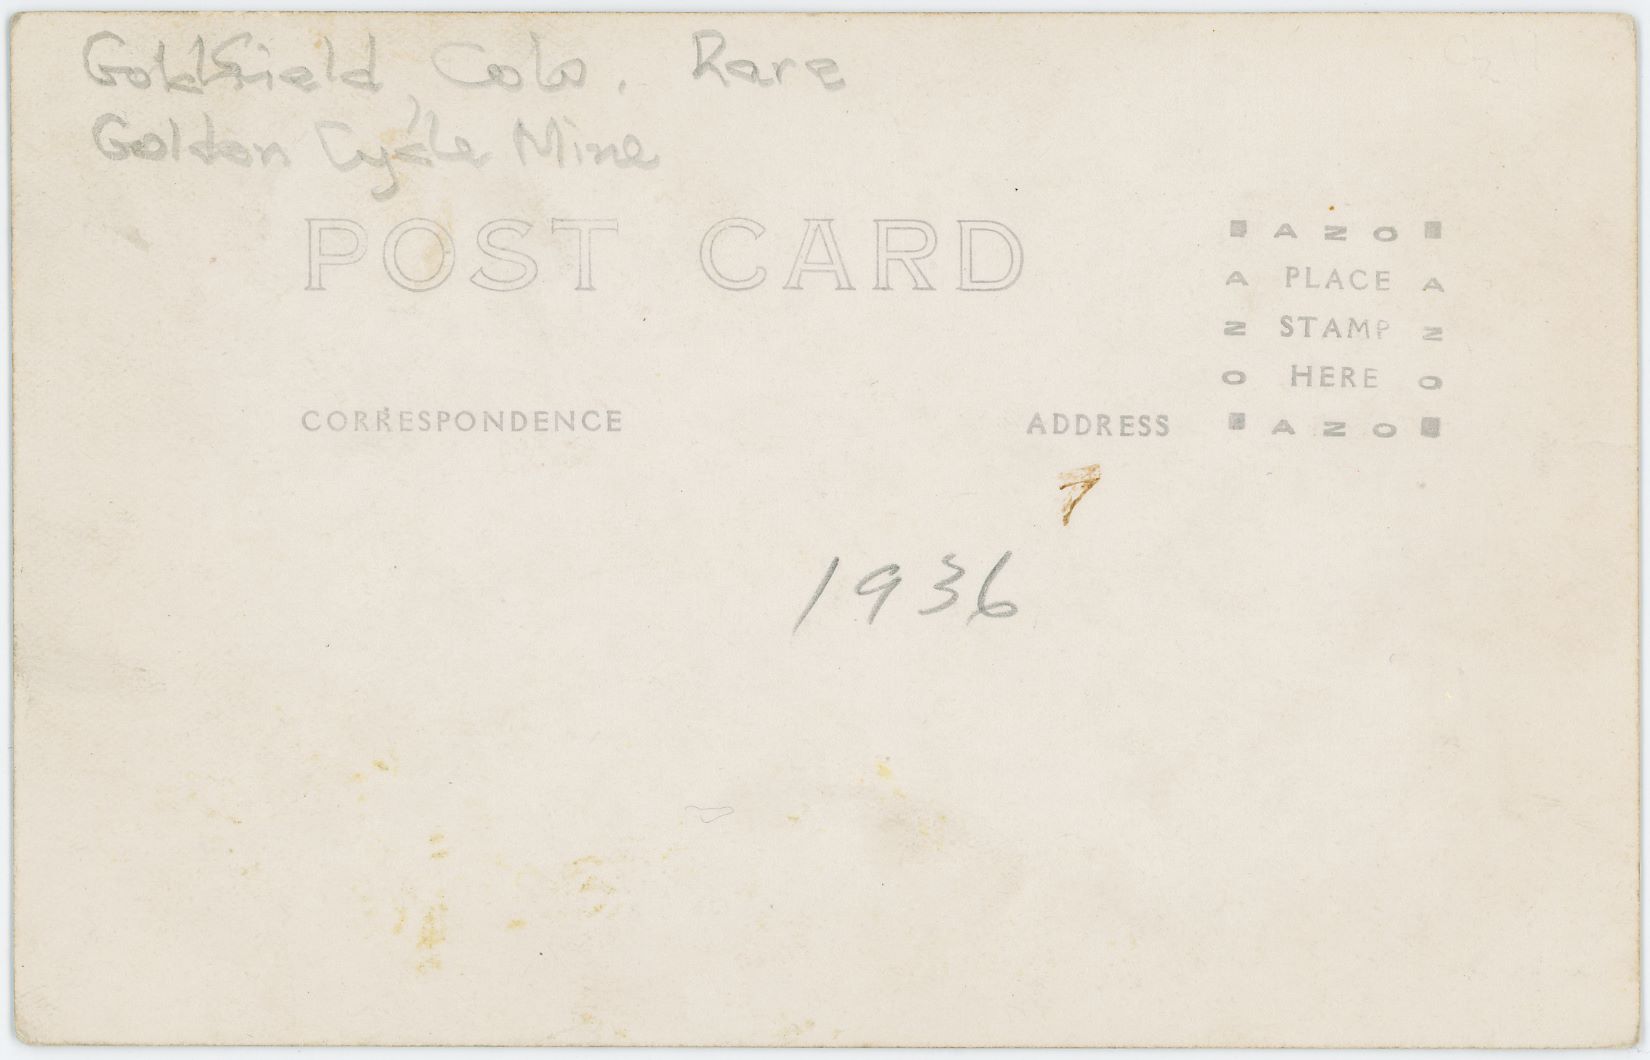 Goldfield, Colo. Rare
Golden Cycle Mine
POST CARD
AZO
A PLACE A
Z STAMP Z
O HERE O
AZO
CORRESPONDENCE
ADDRESS
1936